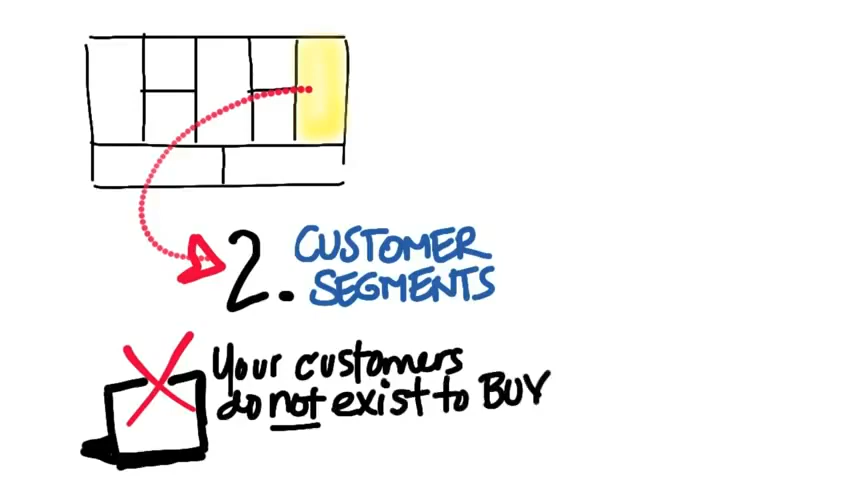 2. CUSTOMER
SEGMENTS
Your customers
do not exist to BUY